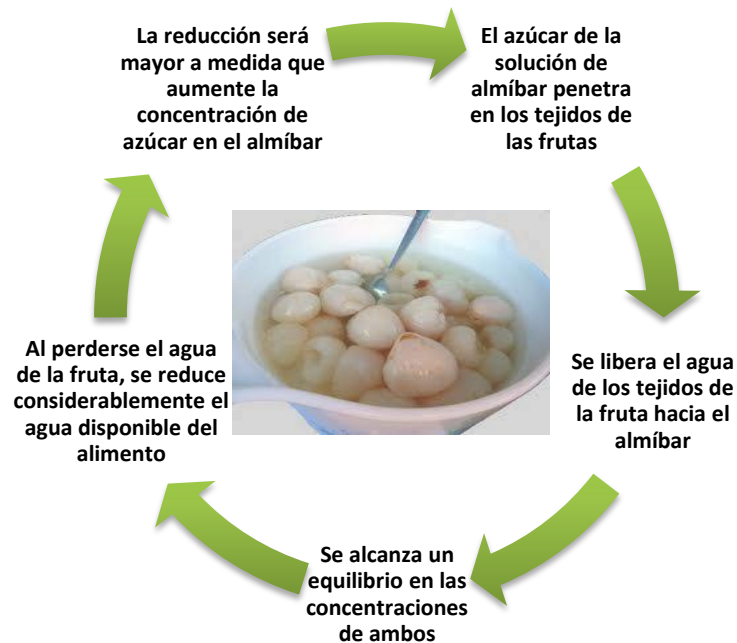 La reducción será
mayor a medida que
aumente la
concentración de
azúcar en el almíbar
El azúcar de la
solución de
almíbar penetra
en los tejidos de
las frutas
Se libera el agua
de los tejidos de
la fruta hacia el
almíbar
Se alcanza un
equilibrio en las
concentraciones
de ambos
Al perderse el agua
de la fruta, se reduce
considerablemente el
agua disponible del
alimento